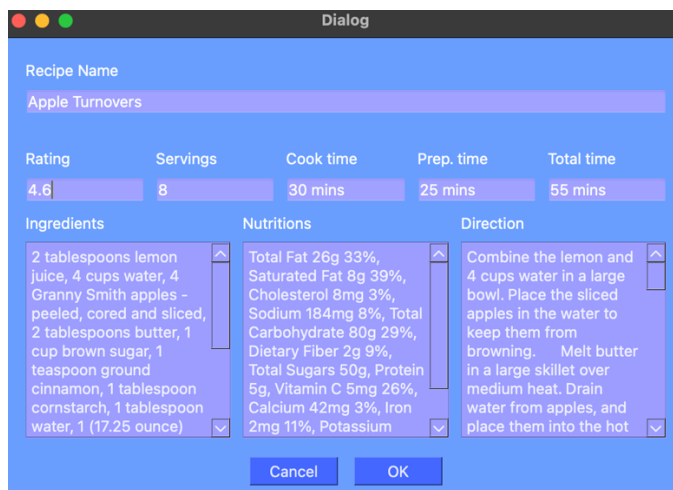 Dialog
Recipe Name
Apple Turnovers
Rating
Servings
Cook time
Prep. time
Total time
4.6
8
30 mins
25 mins
55 mins
Ingredients
2 tablespoons lemon
juice, 4 cups water, 4
Granny Smith apples -
peeled, cored and sliced,
2 tablespoons butter, 1
cup brown sugar, 1
teaspoon ground
cinnamon, 1 tablespoon
cornstarch, 1 tablespoon
water, 1 (17.25 ounce)
Nutritions
Total Fat 26g 33%,
Saturated Fat 8g 39%,
Cholesterol 8mg 3%,
Sodium 184mg 8%, Total
Carbohydrate 80g 29%,
Dietary Fiber 2g 9%,
Total Sugars 50g, Protein
5g, Vitamin C 5mg 26%,
Calcium 42mg 3%, Iron
2mg 11%, Potassium
Direction
Combine the lemon and
4 cups water in a large
bowl. Place the sliced
apples in the water to
keep them from
browning. Melt butter
in a large skillet over
medium heat. Drain
water from apples, and
place them into the hot
Cancel
OK